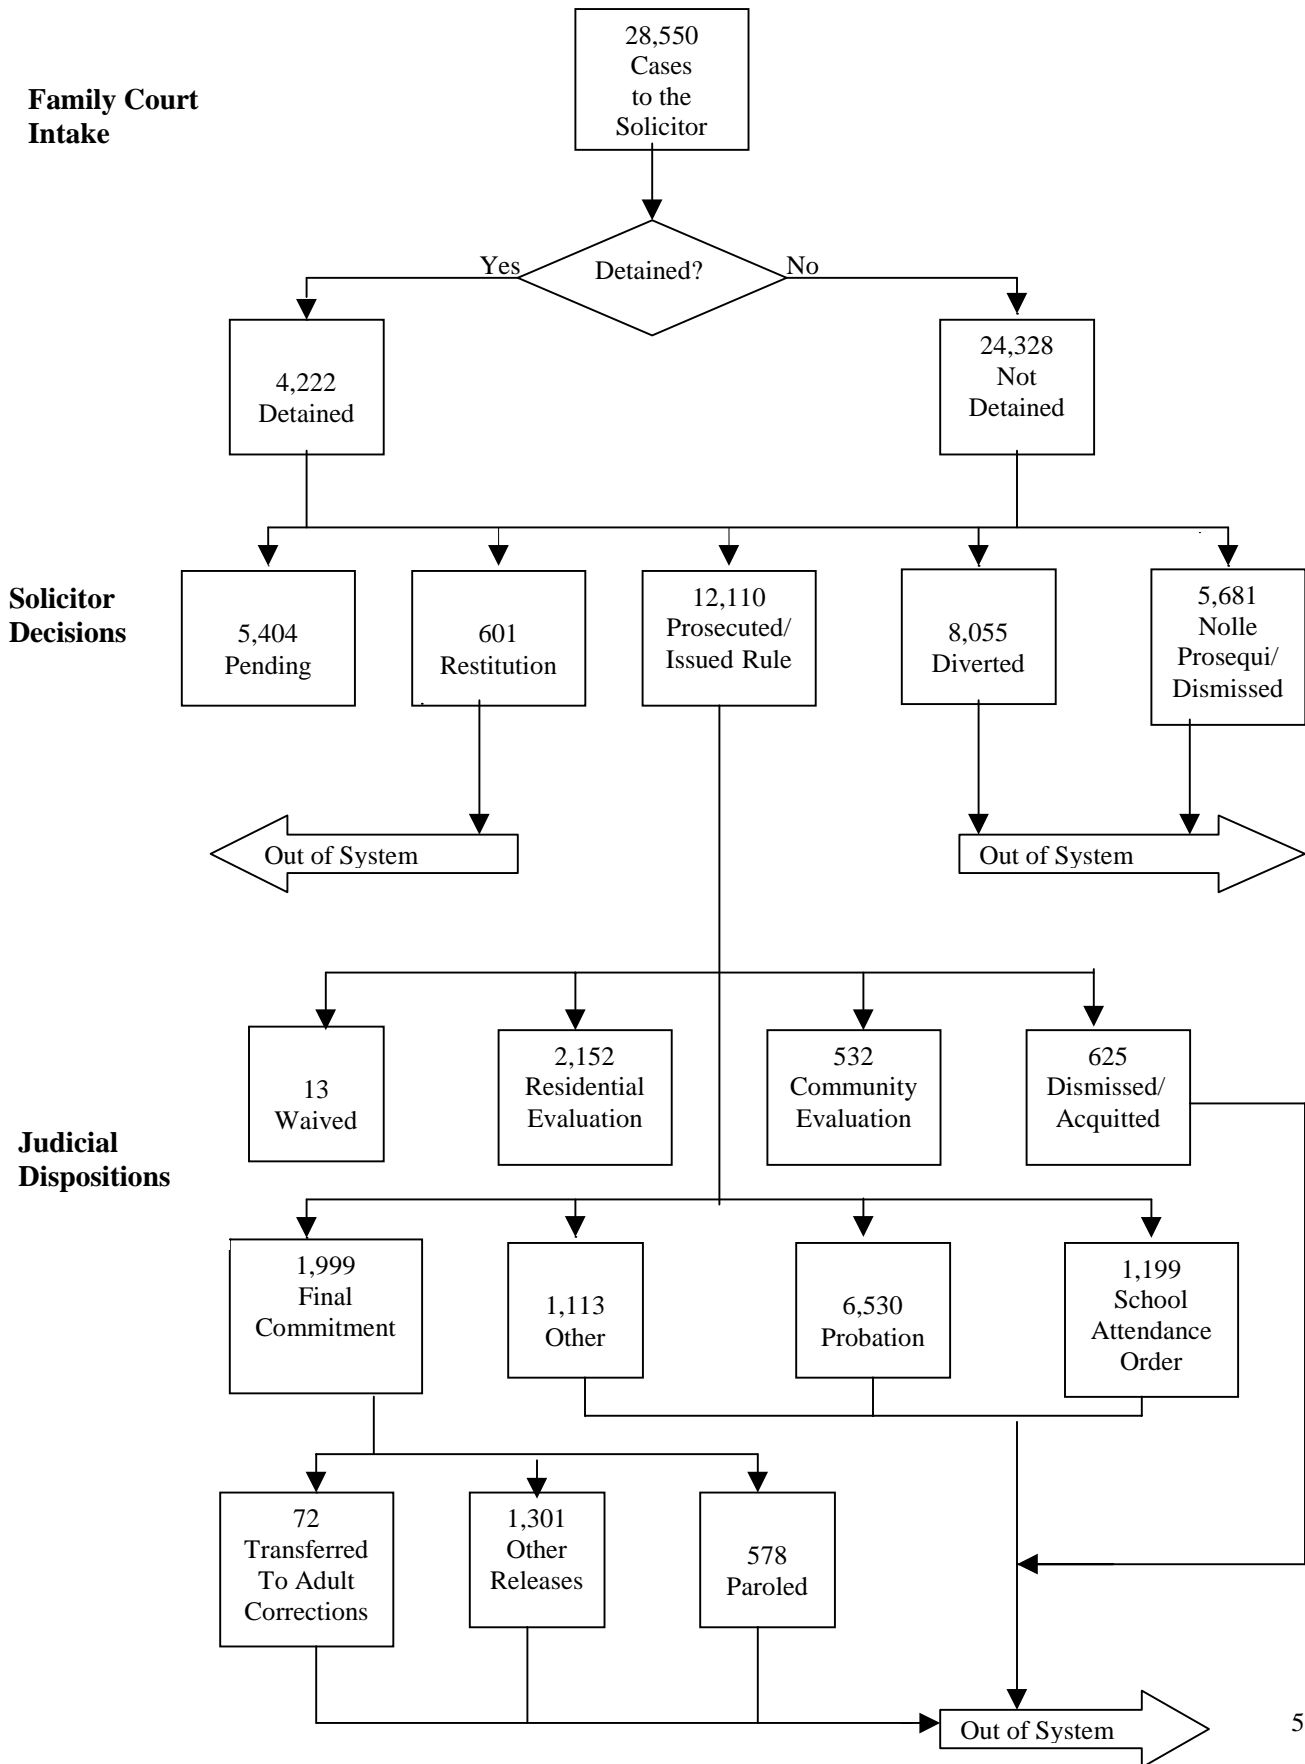 28,550
Cases
to the
Solicitor
Family Court
Intake
Yes
Detained?
No
4,222
Detained
24,328
Not
Detained
Solicitor
Decisions
5,404
Pending
601
Restitution
12,110
Prosecuted/
Issued Rule
8,055
Diverted
5,681
Nolle
Prosequi/
Dismissed
Out of System
Out of System
Judicial
Dispositions
13
Waived
2,152
Residential
Evaluation
532
Community
Evaluation
625
Dismissed/
Acquitted
1,999
Final
Commitment
1,113
Other
6,530
Probation
1,199
School
Attendance
Order
72
Transferred
To Adult
Corrections
1,301
Other
Releases
578
Paroled
Out of System
5